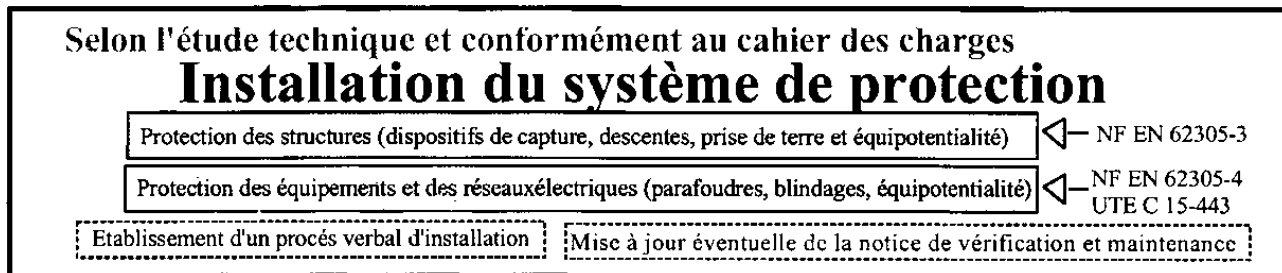 Selon l'étude technique et conformément au cahier des charges
Installation du système de protection
Protection des structures (dispositifs de capture, descentes, prise de terre et équipotentialité)
NF EN 62305-3
Protection des équipements et des réseauxélectriques (parafoudres, blindages, équipotentialité)
NF EN 62305-4
UTE C 15-443
Etablissement d'un procés verbal d'installation
Mise à jour éventuelle de la notice de vérification et maintenance